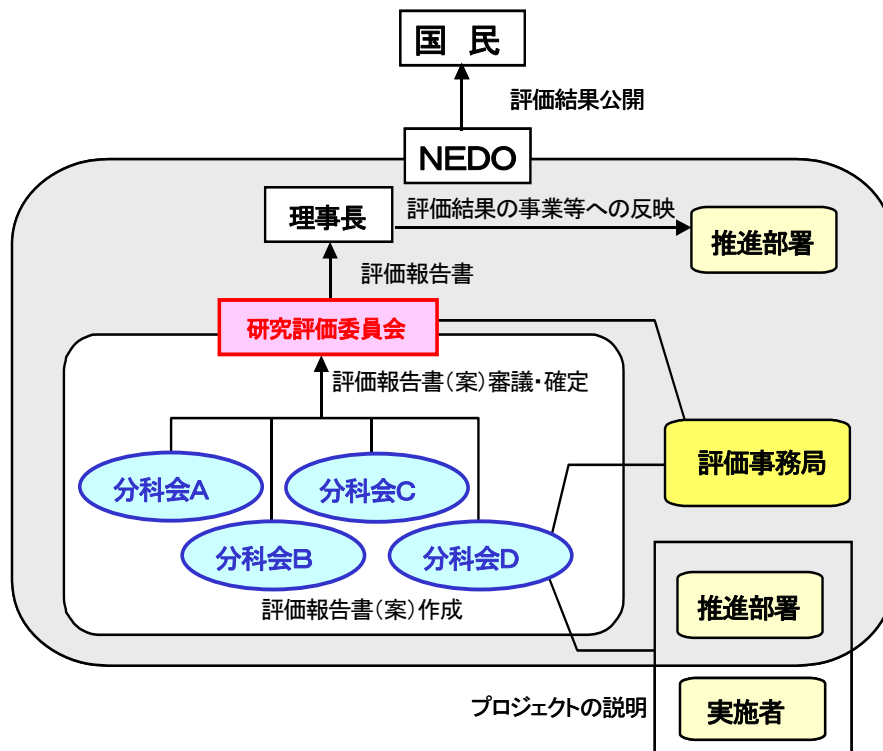 国 民
評価結果公開
NEDO
理事長
評価結果の事業等への反映
推進部署
評価報告書
研究評価委員会
評価報告書(案)審議・確定
評価事務局
分科会A
分科会C
分科会B
分科会D
評価報告書(案)作成
推進部署
プロジェクトの説明
実施者